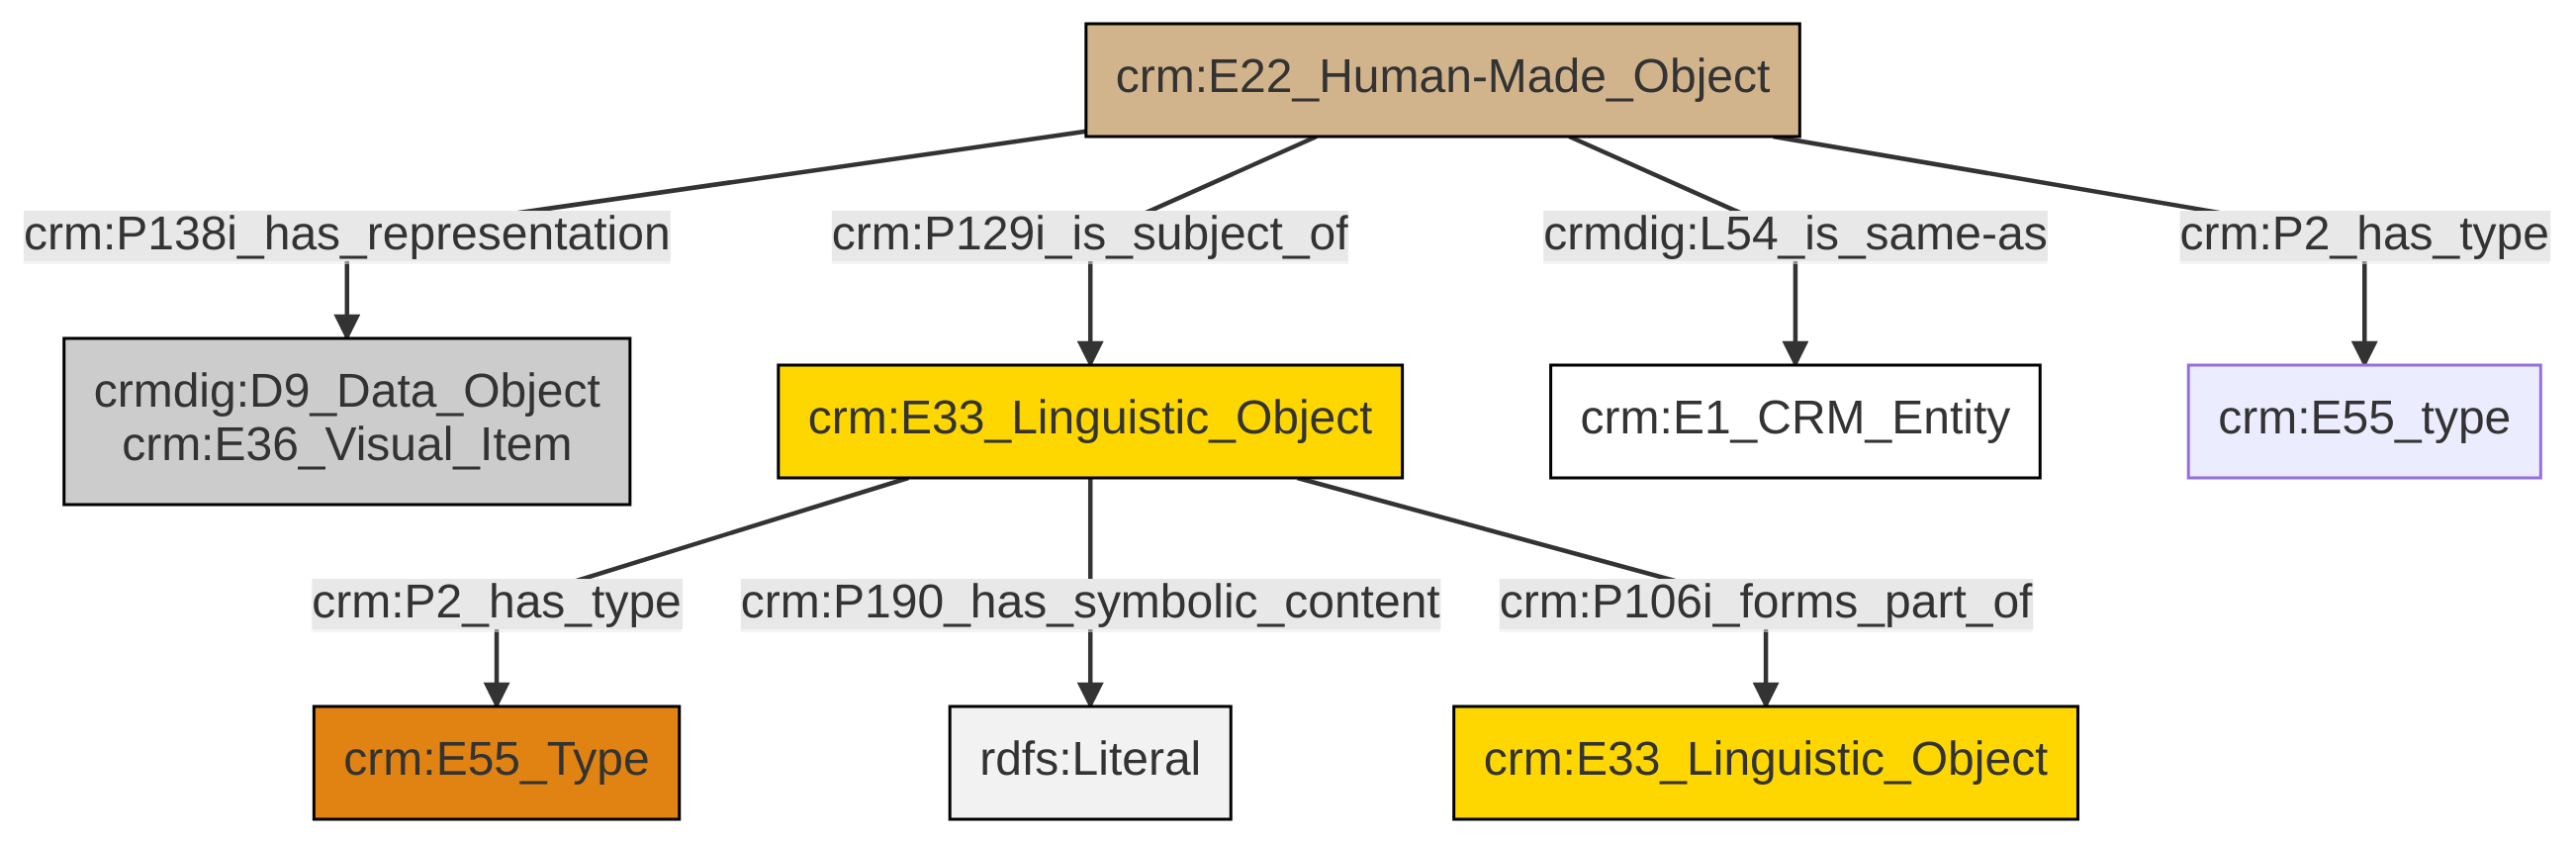 crm:E22_Human-Made_Object
crm:P138i_has_representation
crm:P129i_is_subject_of
crmdig:L54_is_same-as
crm:P2_has_type
crmdig:D9_Data_Object
crm:E36_Visual_Item
crm:E33_Linguistic_Object
crm:E1_CRM_Entity
crm:E55_type
crm:P2_has_type
crm:P190_has_symbolic_content
crm:P106i_forms_part_of
crm:E55_Type
rdfs:Literal
crm:E33_Linguistic_Object